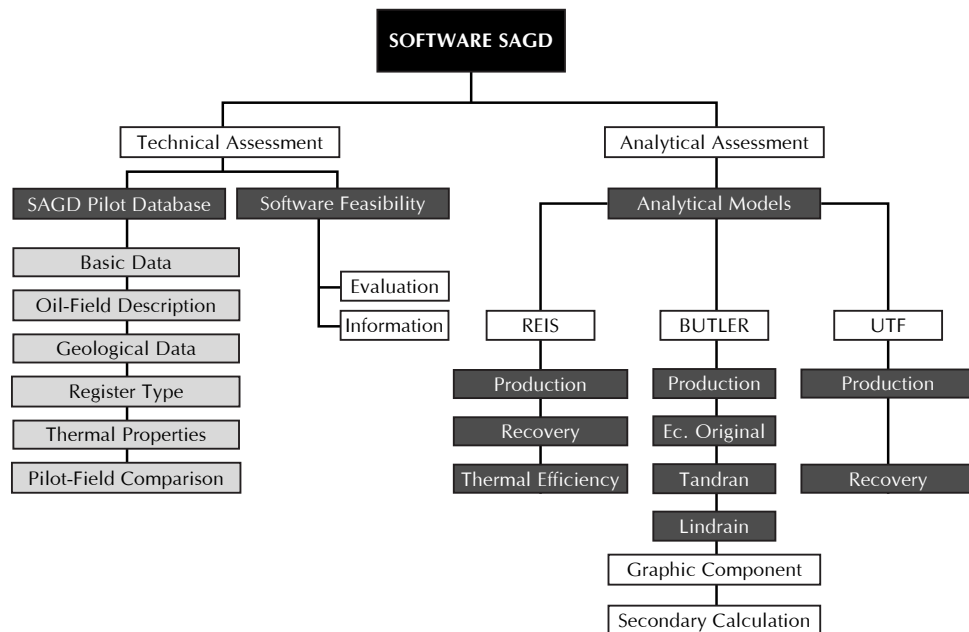 SOFTWARE SAGD
Technical Assessment
Analytical Assessment
SAGD Pilot Database
Software Feasibility
Analytical Models
Basic Data
Oil-Field Description
Geological Data
Register Type
Thermal Properties
Pilot-Field Comparison
Evaluation
Information
REIS
BUTLER
UTF
Production
Production
Production
Recovery
Ec. Original
Thermal Efficiency
Tandran
Recovery
Lindrain
Graphic Component
Secondary Calculation